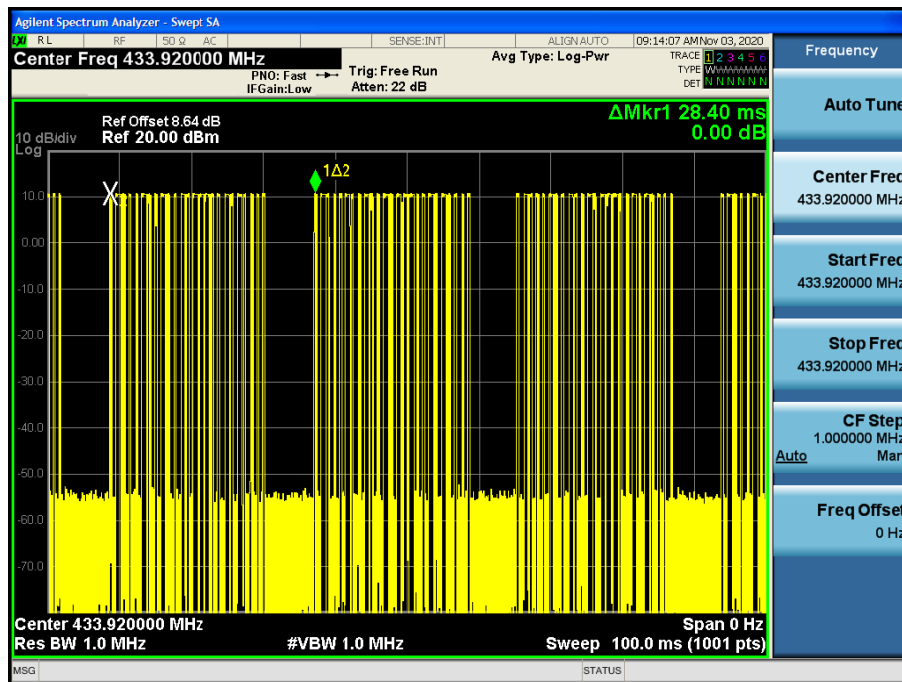 Agilent Spectrum Analyzer - Swept SA
LXI RL RF 50 Ω AC SENSE:INT ALIGN AUTO 09:14:07 AM Nov 03, 2020
Center Freq 433.920000 MHz
PNO: Fast
IFGain:Low
Trig: Free Run
Atten: 22 dB
Avg Type: Log-Pwr
TRACE 1 2 3 4 5 6
TYPE W
DET N N N N N N
ΔMkr1 28.40 ms
0.00 dB
Ref Offset 8.64 dB
Ref 20.00 dBm
10 dB/div
Log
1Δ2
X
10.0
0.00
-10.0
-20.0
-30.0
-40.0
-50.0
-60.0
-70.0
Center 433.920000 MHz
Span 0 Hz
Res BW 1.0 MHz
#VBW 1.0 MHz
Sweep 100.0 ms (1001 pts)
MSG
STATUS
Frequency
Auto Tune
Center Freq
433.920000 MHz
Start Freq
433.920000 MHz
Stop Freq
433.920000 MHz
CF Step
1.000000 MHz
Auto Man
Freq Offset
0 Hz